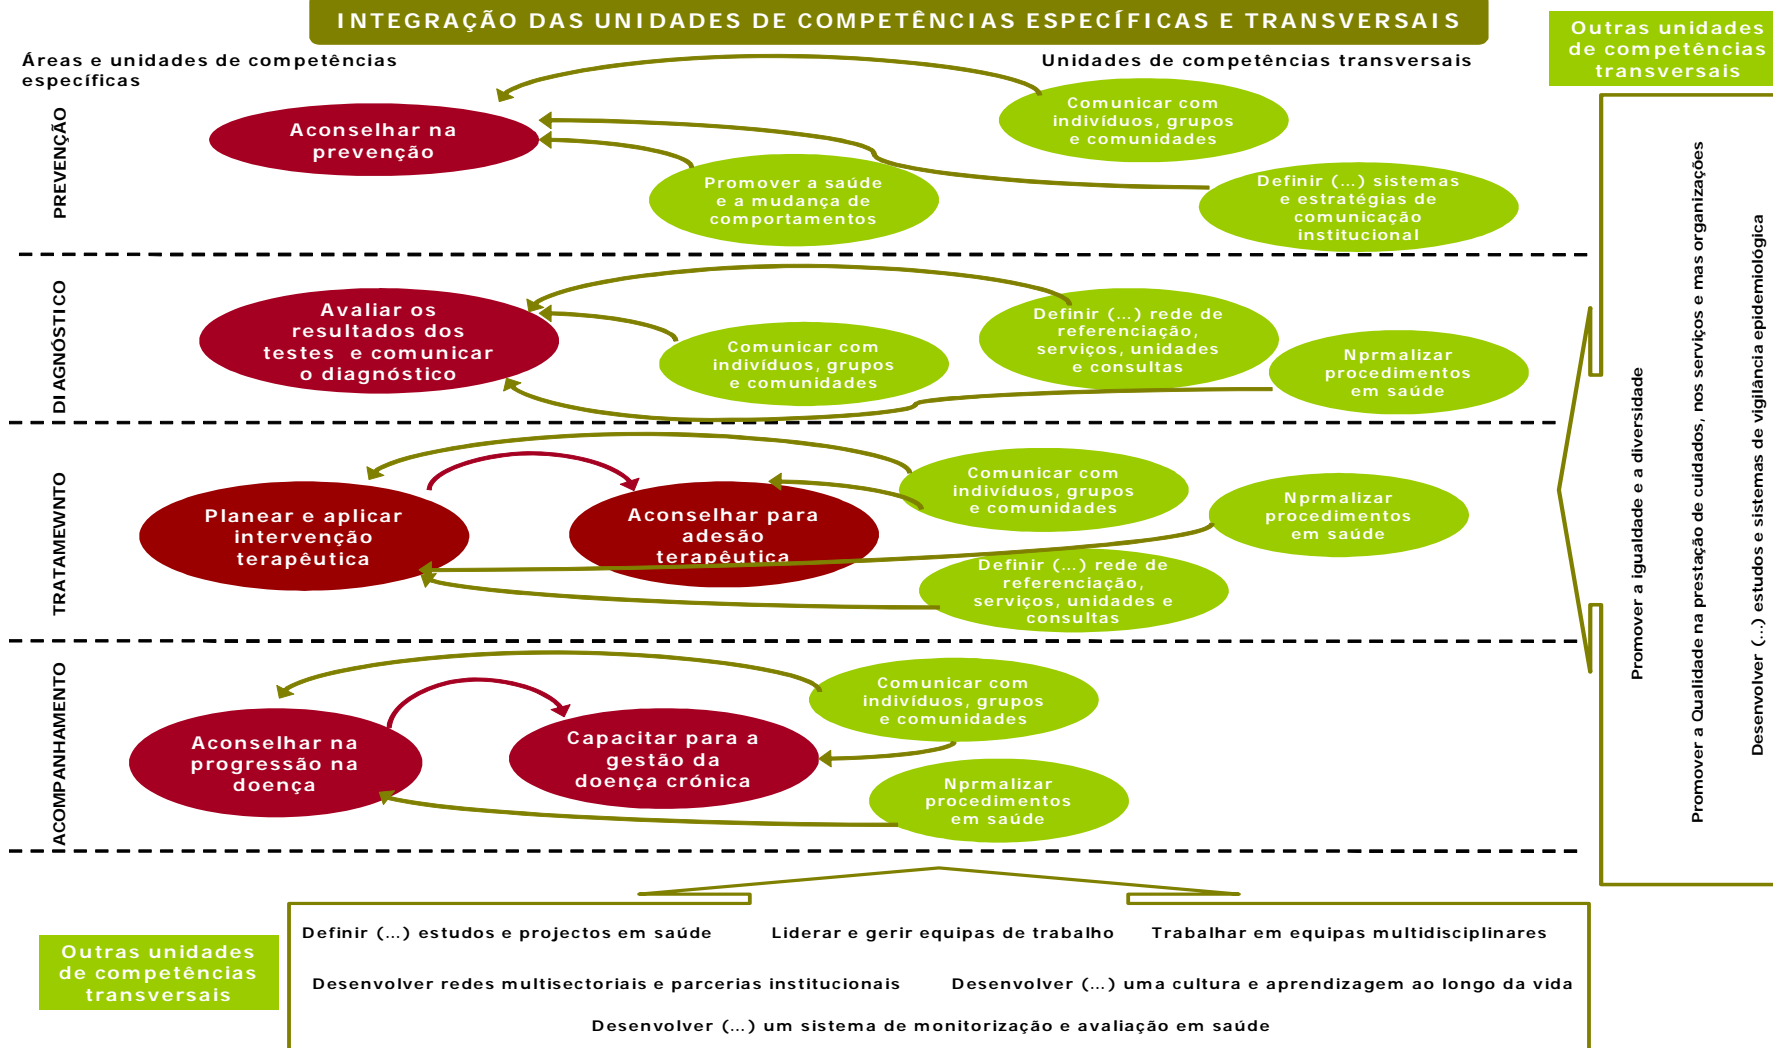 INTEGRAÇÃO DAS UNIDADES DE COMPETÊNCIAS ESPECÍFICAS E TRANSVERSAIS
Outras unidades
de competências
transversais
Áreas e unidades de competências
específicas
Unidades de competências transversais
PREVENÇÃO
Aconselhar na
prevenção
Comunicar com
indivíduos, grupos
e comunidades
Promover a saúde
e a mudança de
comportamentos
Definir (...) sistemas
e estratégias de
comunicação
institucional
DIAGNÓSTICO
Avaliar os
resultados dos
testes e comunicar
o diagnóstico
Comunicar com
indivíduos, grupos
e comunidades
Definir (...) rede de
referenciação,
serviços, unidades
e consultas
Nprmalizar
procedimentos
em saúde
TRATAMEWNTO
Planear e aplicar
intervenção
terapêutica
Aconselhar para
adesão
terapêutica
Comunicar com
indivíduos, grupos
e comunidades
Nprmalizar
procedimentos
em saúde
Definir (...) rede de
referenciação,
serviços, unidades e
consultas
ACOMPANHAMENTO
Aconselhar na
progressão na
doença
Capacitar para a
gestão da
doença crónica
Comunicar com
indivíduos, grupos
e comunidades
Nprmalizar
procedimentos
em saúde
Promover a igualdade e a diversidade
Promover a Qualidade na prestação de cuidados, nos serviços e mas organizações
Desenvolver (...) estudos e sistemas de vigilância epidemiológica
Outras unidades
de competências
transversais
Definir (...) estudos e projectos em saúde
Liderar e gerir equipas de trabalho
Trabalhar em equipas multidisciplinares
Desenvolver redes multisectoriais e parcerias institucionais
Desenvolver (...) uma cultura e aprendizagem ao longo da vida
Desenvolver (...) um sistema de monitorização e avaliação em saúde